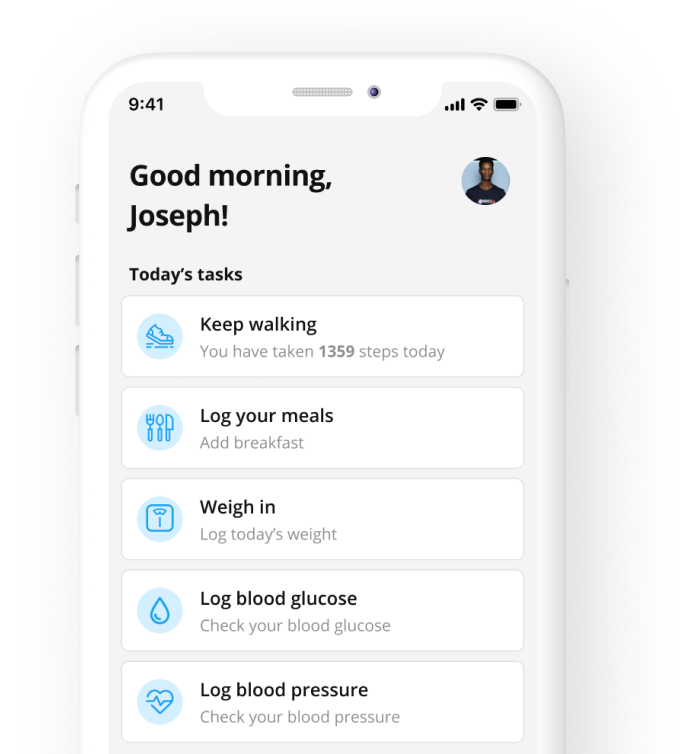 9:41
Good morning,
Joseph!
Today’s tasks
Keep walking
You have taken 1359 steps today
Log your meals
Add breakfast
Weigh in
Log today’s weight
Log blood glucose
Check your blood glucose
Log blood pressure
Check your blood pressure